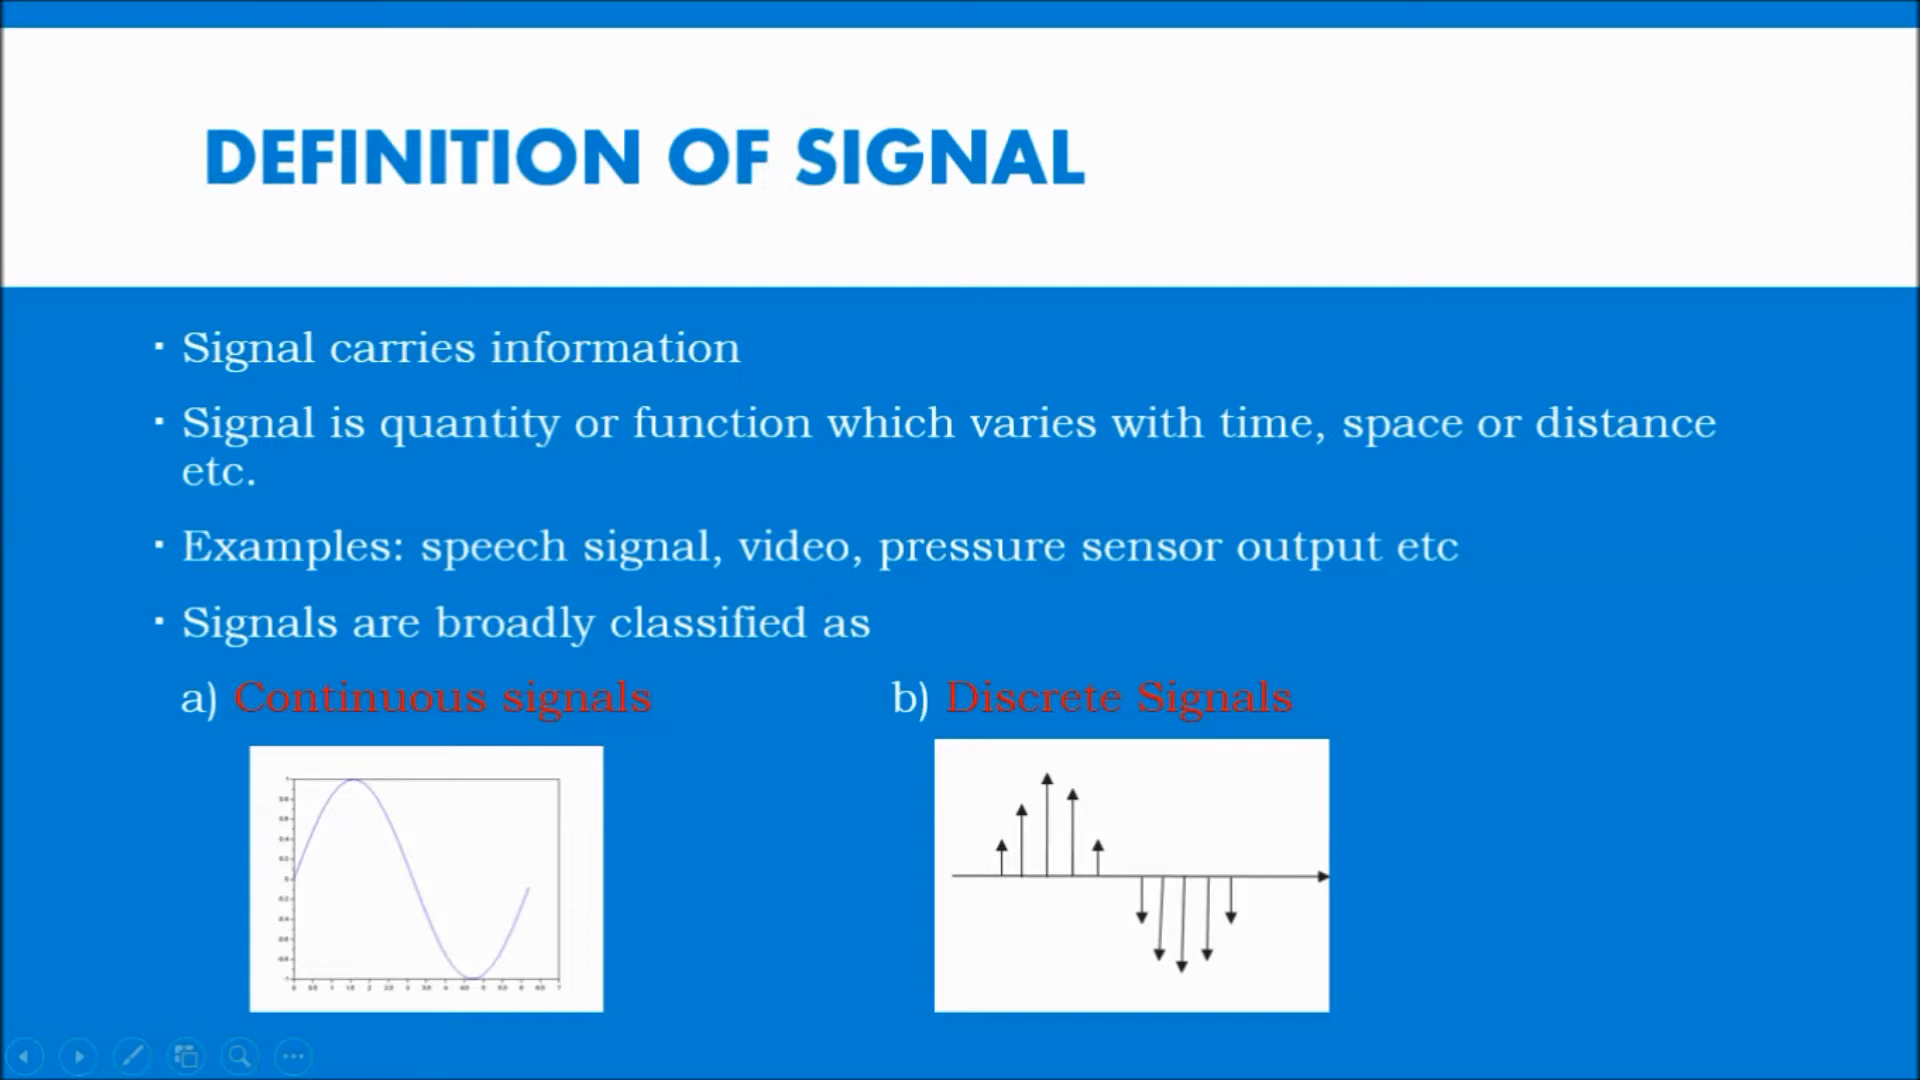 DEFINITION OF SIGNAL
Signal carries information
Signal is quantity or function which varies with time, space or distance
etc.
Examples: speech signal, video, pressure sensor output etc
Signals are broadly classified as
a) Continuous signals b) Discrete Signals